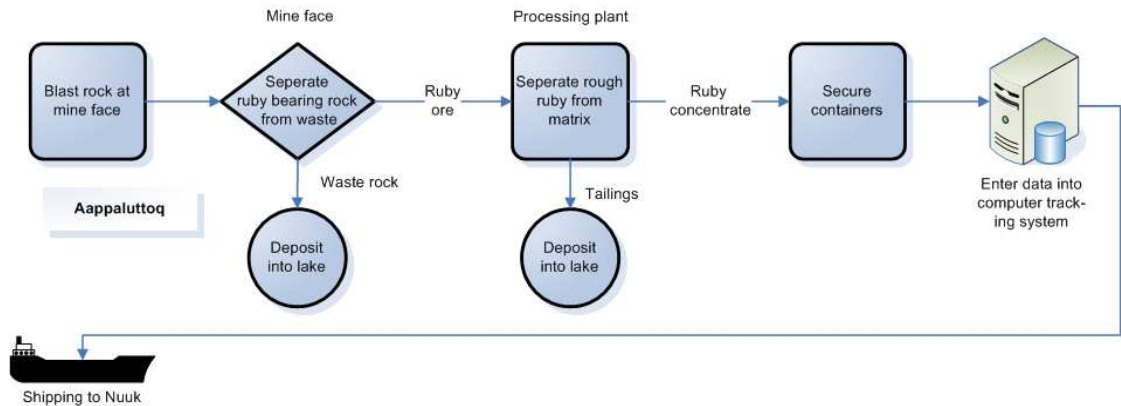 Mine face
Processing plant
Blast rock at
mine face
Seperate
ruby bearing rock
from waste
Ruby
ore
Seperate rough
ruby from
matrix
Ruby
concentrate
Secure
containers
Enter data into
computer track-
ing system
Waste rock
Tailings
Aappaluttoq
Deposit
into lake
Deposit
into lake
Shipping to Nuuk